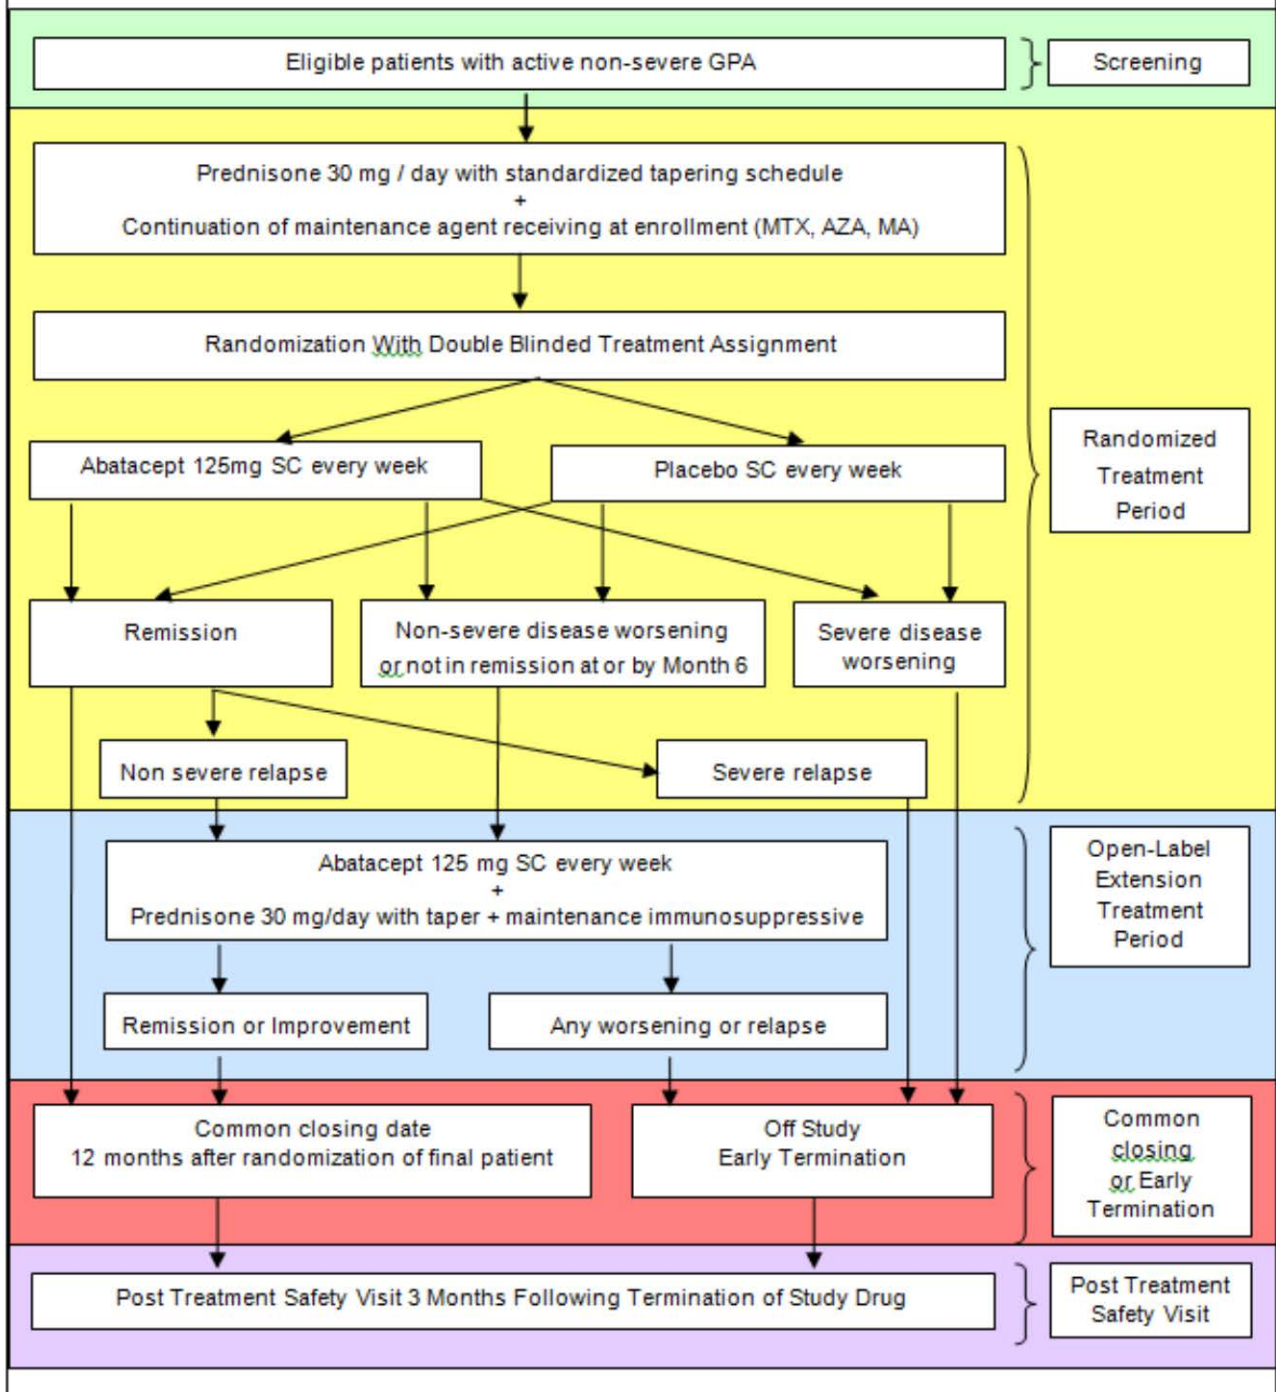 Eligible patients with active non-severe GPA
Screening
Prednisone 30 mg / day with standardized tapering schedule
+
Continuation of maintenance agent receiving at enrollment (MTX, AZA, MA)
Randomization With Double Blinded Treatment Assignment
Randomized
Treatment
Period
Abatacept 125mg SC every week
Placebo SC every week
Remission
Non-severe disease worsening
or not in remission at or by Month 6
Severe disease
worsening
Non severe relapse
Severe relapse
Abatacept 125 mg SC every week
+
Prednisone 30 mg/day with taper + maintenance immunosuppressive
Open-Label
Extension
Treatment
Period
Remission or Improvement
Any worsening or relapse
Common closing date
12 months after randomization of final patient
Off Study
Early Termination
Common
closing
or Early
Termination
Post Treatment Safety Visit 3 Months Following Termination of Study Drug
Post Treatment
Safety Visit